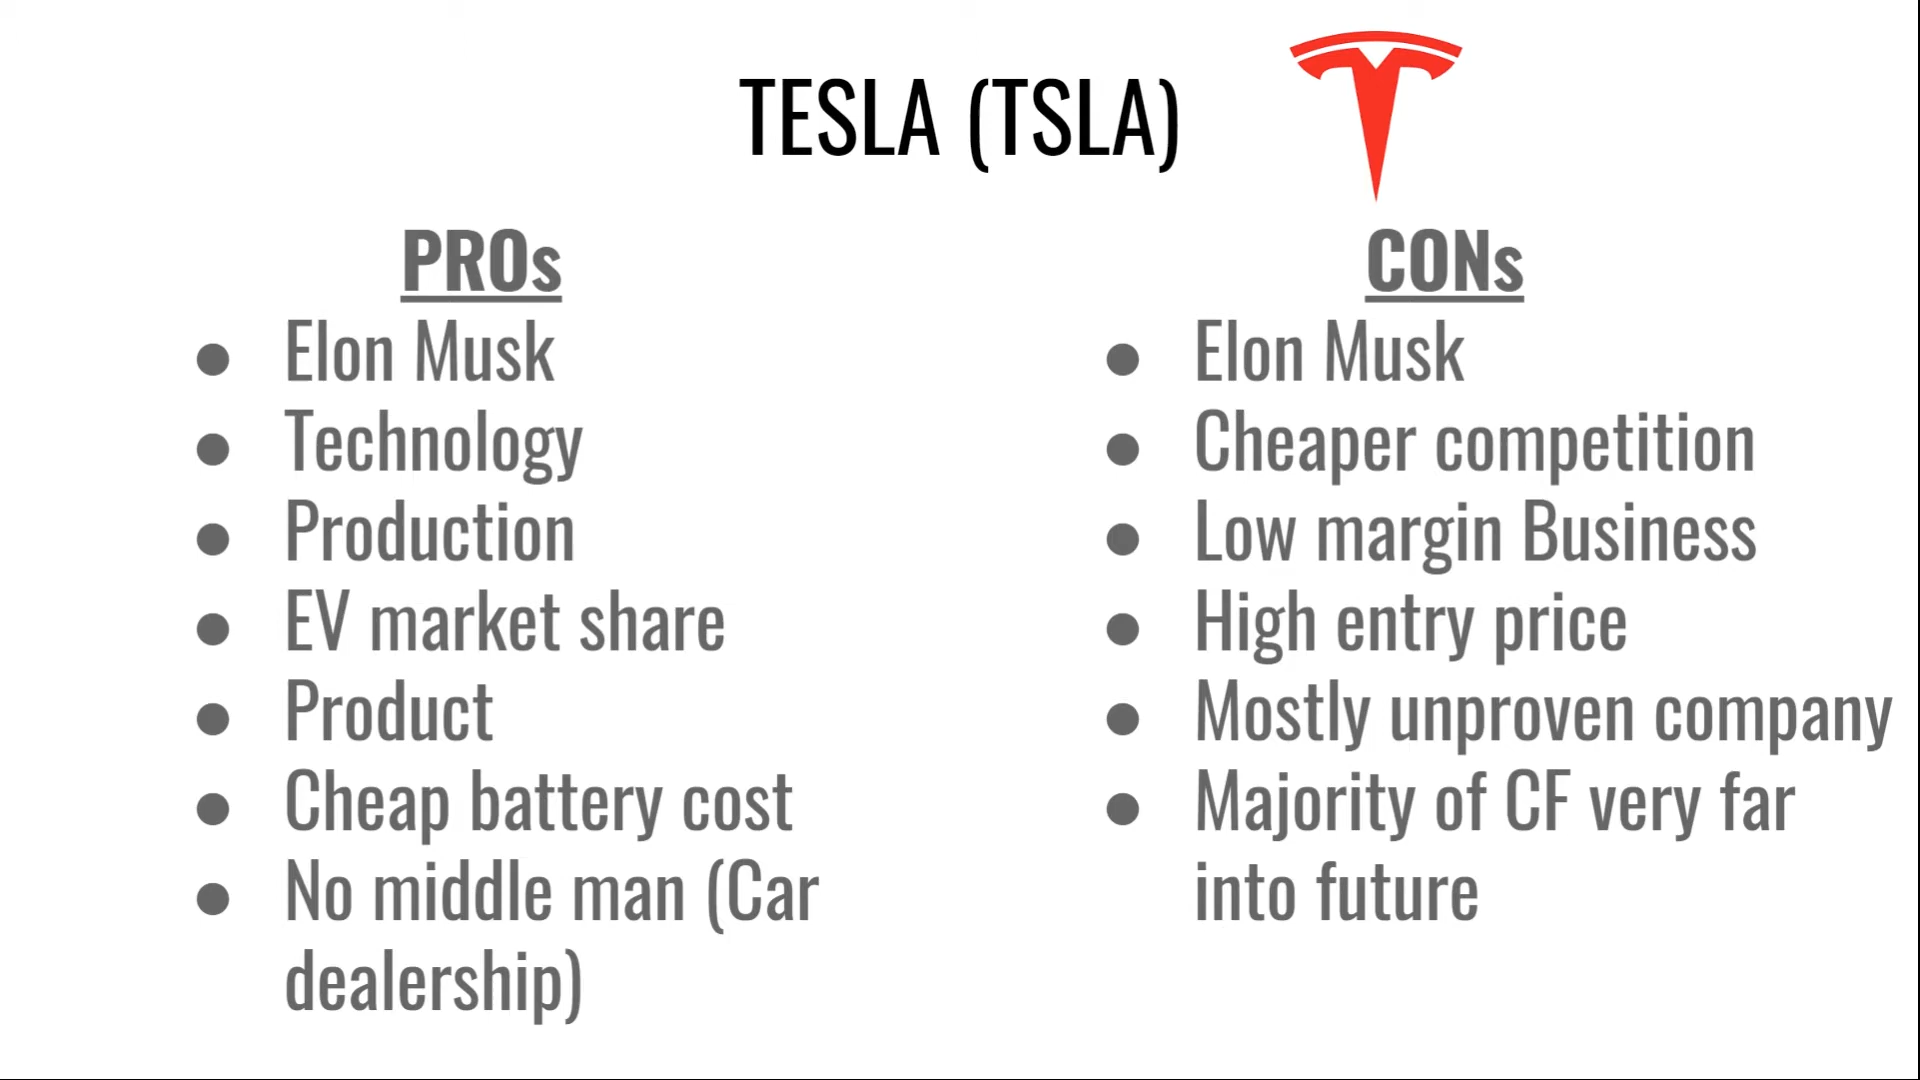 TESLA (TSLA)
PROs
● Elon Musk
● Technology
● Production
● EV market share
● Product
● Cheap battery cost
● No middle man (Car
dealership)
CONs
● Elon Musk
● Cheaper competition
● Low margin Business
● High entry price
● Mostly unproven company
● Majority of CF very far
into future